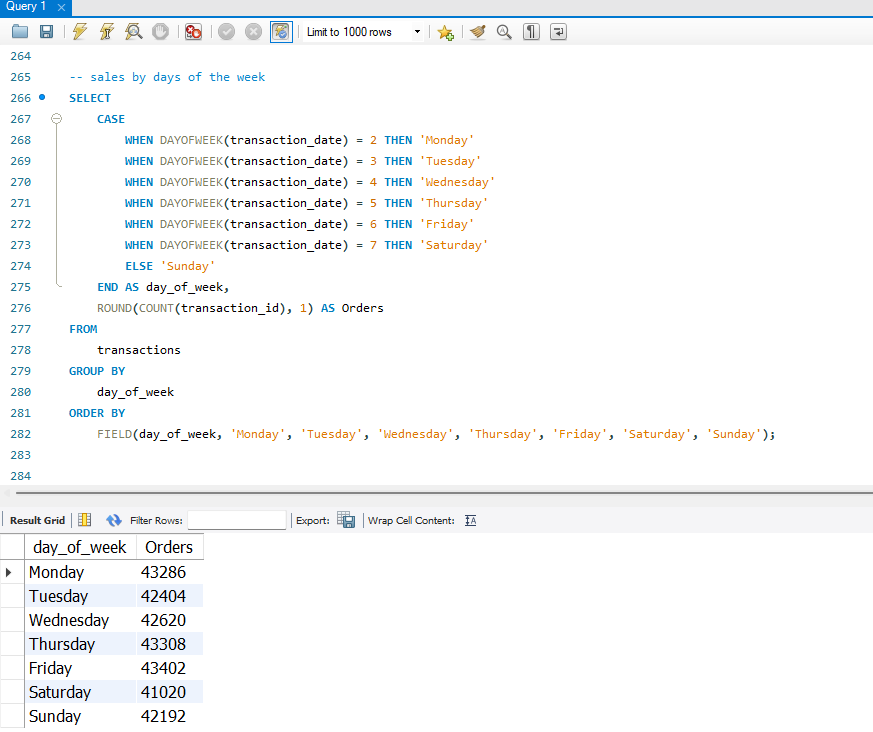 Query 1
Limit to 1000 rows
264
265 -- sales by days of the week
266 SELECT
267 CASE
268 WHEN DAYOFWEEK(transaction_date) = 2 THEN 'Monday'
269 WHEN DAYOFWEEK(transaction_date) = 3 THEN 'Tuesday'
270 WHEN DAYOFWEEK(transaction_date) = 4 THEN 'Wednesday'
271 WHEN DAYOFWEEK(transaction_date) = 5 THEN 'Thursday'
272 WHEN DAYOFWEEK(transaction_date) = 6 THEN 'Friday'
273 WHEN DAYOFWEEK(transaction_date) = 7 THEN 'Saturday'
274 ELSE 'Sunday'
275 END AS day_of_week,
276 ROUND(COUNT(transaction_id), 1) AS Orders
277 FROM
278 transactions
279 GROUP BY
280 day_of_week
281 ORDER BY
282 FIELD(day_of_week, 'Monday', 'Tuesday', 'Wednesday', 'Thursday', 'Friday', 'Saturday', 'Sunday');
283
284
Result Grid Filter Rows: Export: Wrap Cell Content: IA
day_of_week Orders
Monday 43286
Tuesday 42404
Wednesday 42620
Thursday 43308
Friday 43402
Saturday 41020
Sunday 42192